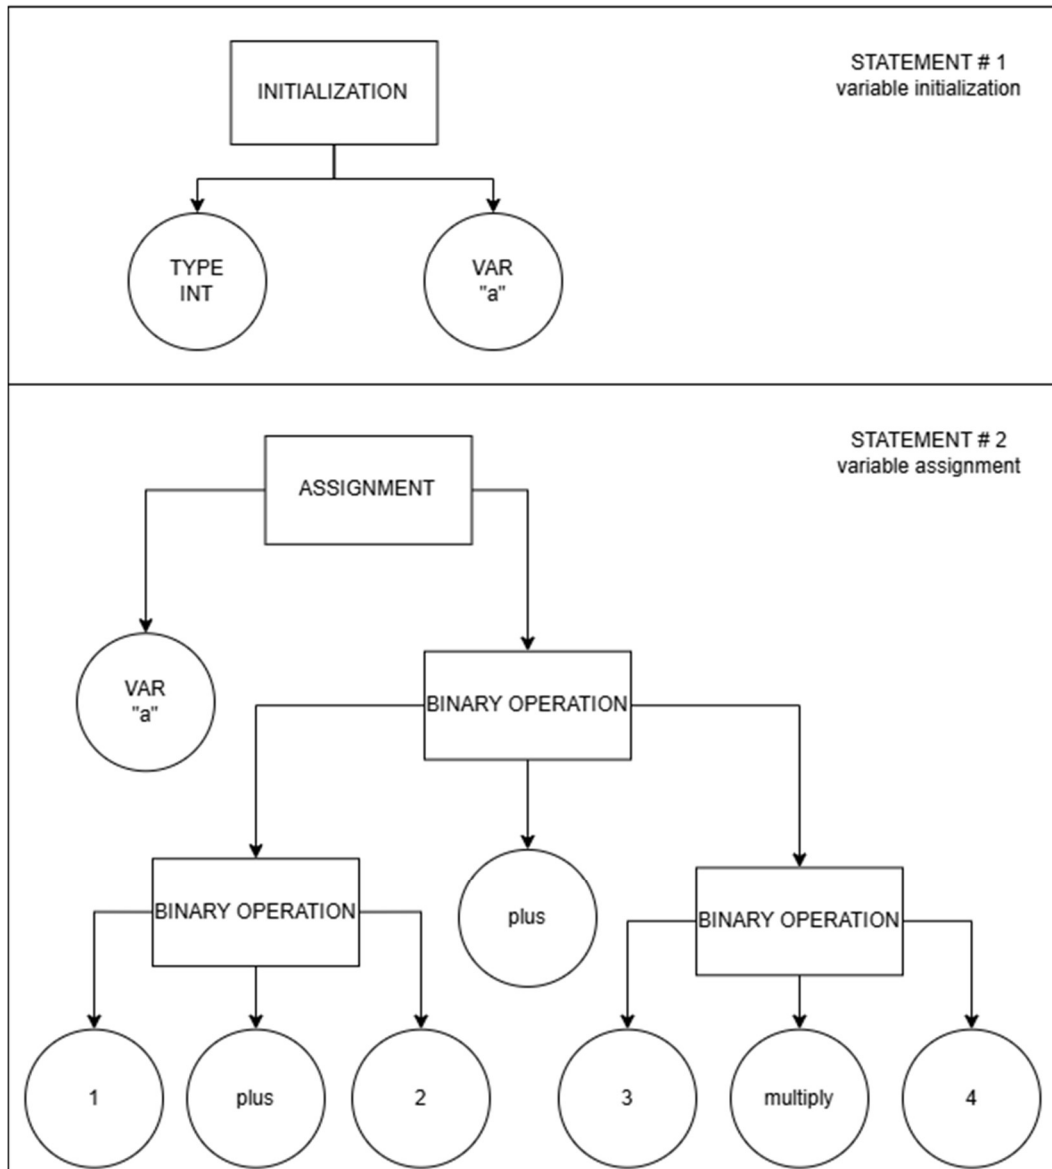 STATEMENT # 1
variable initialization
INITIALIZATION
TYPE
INT
VAR
"a"
STATEMENT # 2
variable assignment
ASSIGNMENT
VAR
"a"
BINARY OPERATION
BINARY OPERATION
plus
BINARY OPERATION
1
plus
2
3
multiply
4